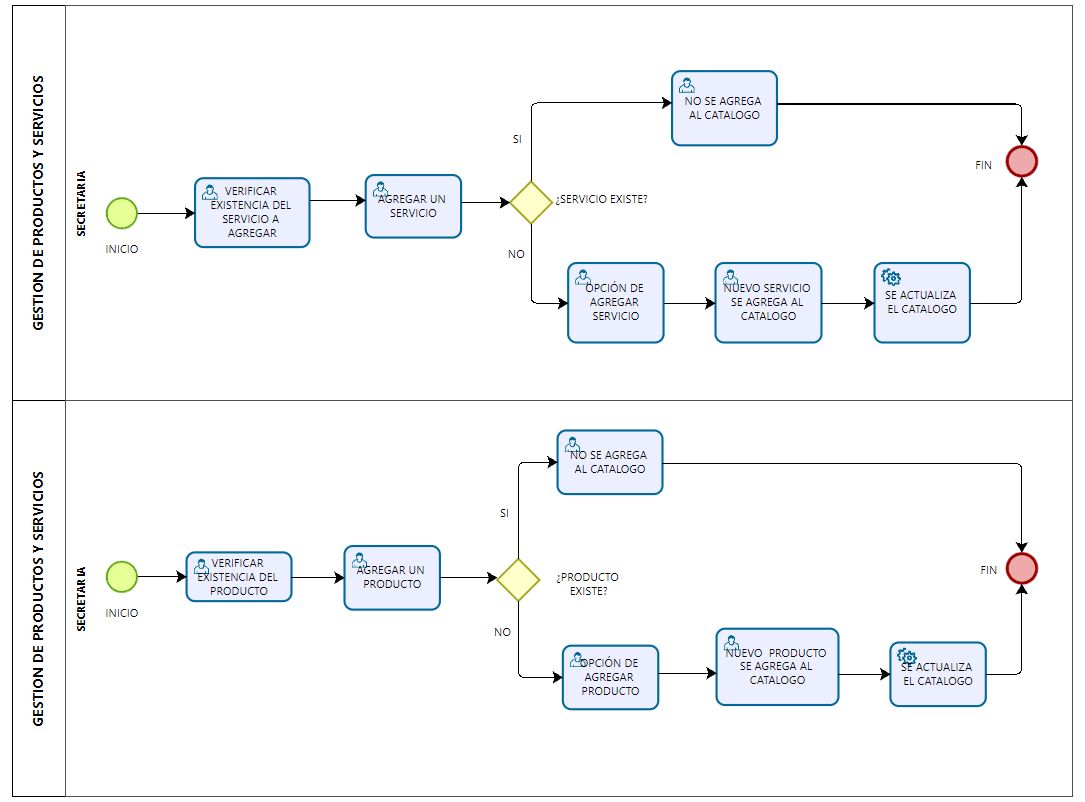 GESTION DE PRODUCTOS Y SERVICIOS
SECRETARIA
INICIO
VERIFICAR
EXISTENCIA DEL
SERVICIO A
AGREGAR
AGREGAR UN
SERVICIO
¿SERVICIO EXISTE?
SI
NO SE AGREGA
AL CATALOGO
NO
OPCIÓN DE
AGREGAR
SERVICIO
NUEVO SERVICIO
SE AGREGA AL
CATALOGO
SE ACTUALIZA
EL CATALOGO
FIN
GESTION DE PRODUCTOS Y SERVICIOS
SECRETARIA
INICIO
VERIFICAR
EXISTENCIA DEL
PRODUCTO
AGREGAR UN
PRODUCTO
¿PRODUCTO
EXISTE?
SI
NO SE AGREGA
AL CATALOGO
NO
OPCIÓN DE
AGREGAR
PRODUCTO
NUEVO PRODUCTO
SE AGREGA AL
CATALOGO
SE ACTUALIZA
EL CATALOGO
FIN